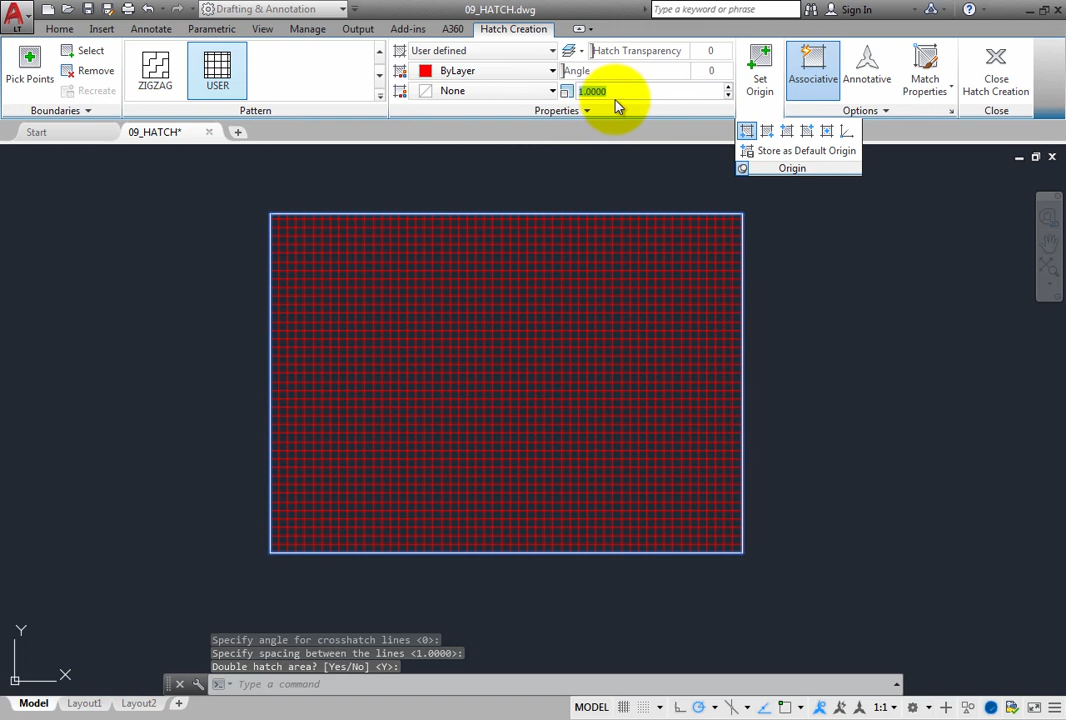 Drafting & Annotation
09_HATCH.dwg
Type a keyword or phrase
Sign In
LT
Home
Insert
Annotate
Parametric
View
Manage
Output
Add-ins
A360
Hatch Creation
Pick Points
Select
Remove
Recreate
Boundaries
ZIGZAG
USER
Pattern
User defined
ByLayer
None
Hatch Transparency 0
Angle 0
1.0000
Properties
Set
Origin
Store as Default Origin
Origin
Associative
Annotative
Match
Properties
Options
Close
Hatch Creation
Close
Start
09_HATCH*
Y
X
Specify angle for crosshatch lines <0>:
Specify spacing between the lines <1.0000>:
Double hatch area? [Yes/No] <Y>:
Type a command
Model
Layout1
Layout2
MODEL
1:1